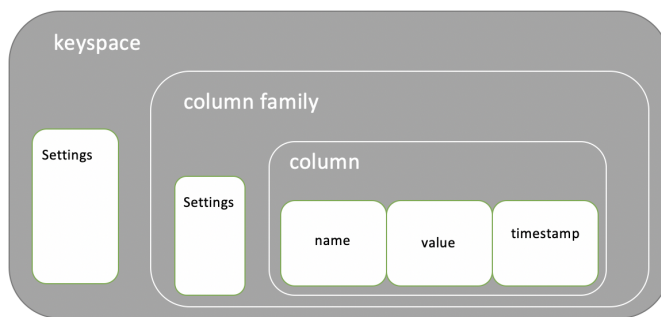 keyspace
column family
column
Settings
Settings
name
value
timestamp